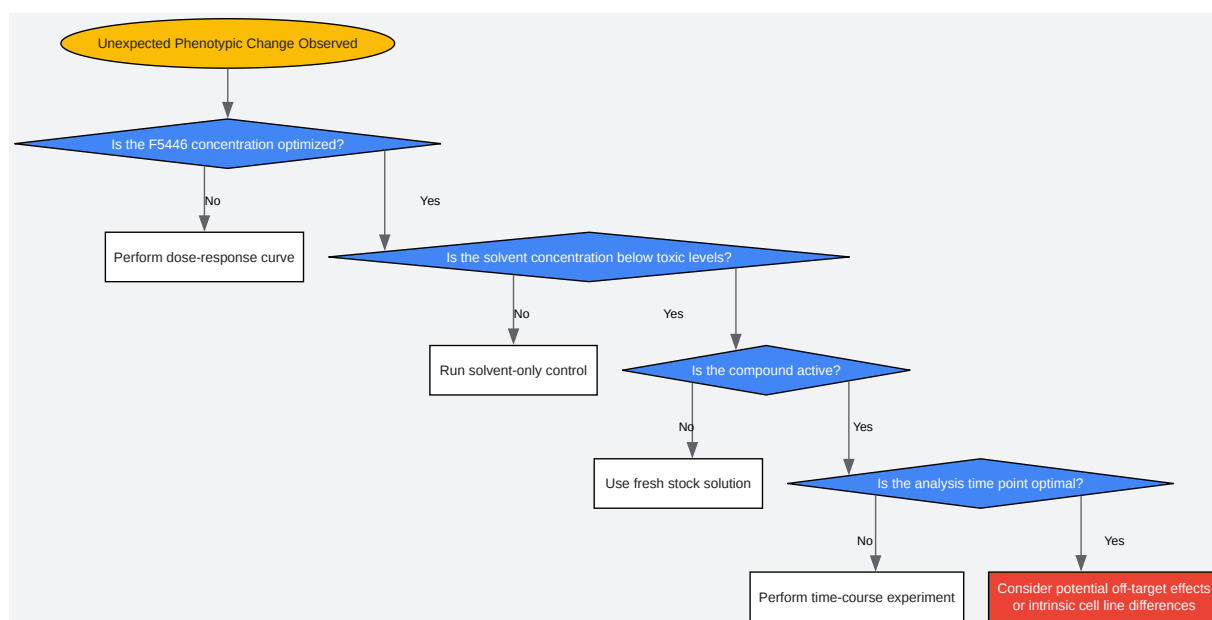 Unexpected Phenotypic Change Observed
Is the F5446 concentration optimized?
No
Yes
Perform dose-response curve
Is the solvent concentration below toxic levels?
No
Yes
Run solvent-only control
Is the compound active?
No
Yes
Use fresh stock solution
Is the analysis time point optimal?
No
Yes
Perform time-course experiment
Consider potential off-target effects
or intrinsic cell line differences